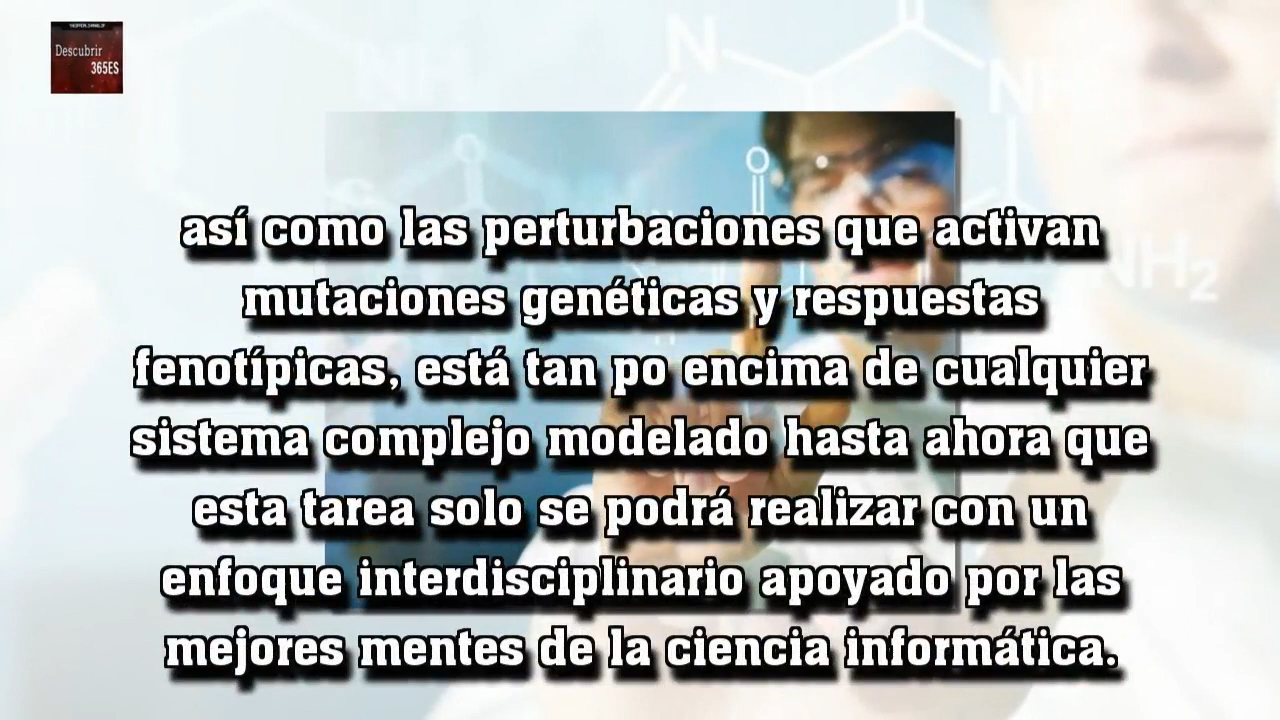 Descubrir
365ES
N
NH
NH₂
O
así como las perturbaciones que activan
mutaciones genéticas y respuestas
fenotípicas, está tan po encima de cualquier
sistema complejo modelado hasta ahora que
esta tarea solo se podrá realizar con un
enfoque interdisciplinario apoyado por las
mejores mentes de la ciencia informática.